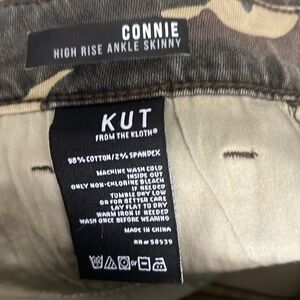 CONNIE
HIGH RISE ANKLE SKINNY
KUT
FROM THE KLOTH®
98% COTTON/2% SPANDEX
MACHINE WASH COLD
INSIDE OUT
ONLY NON-CHLORINE BLEACH
IF NEEDED
TUMBLE DRY LOW
OR FOR BETTER CARE
LAY FLAT TO DRY
WARM IRON IF NEEDED
WASH ONCE BEFORE WEARING
MADE IN CHINA
RN# 58539
OR